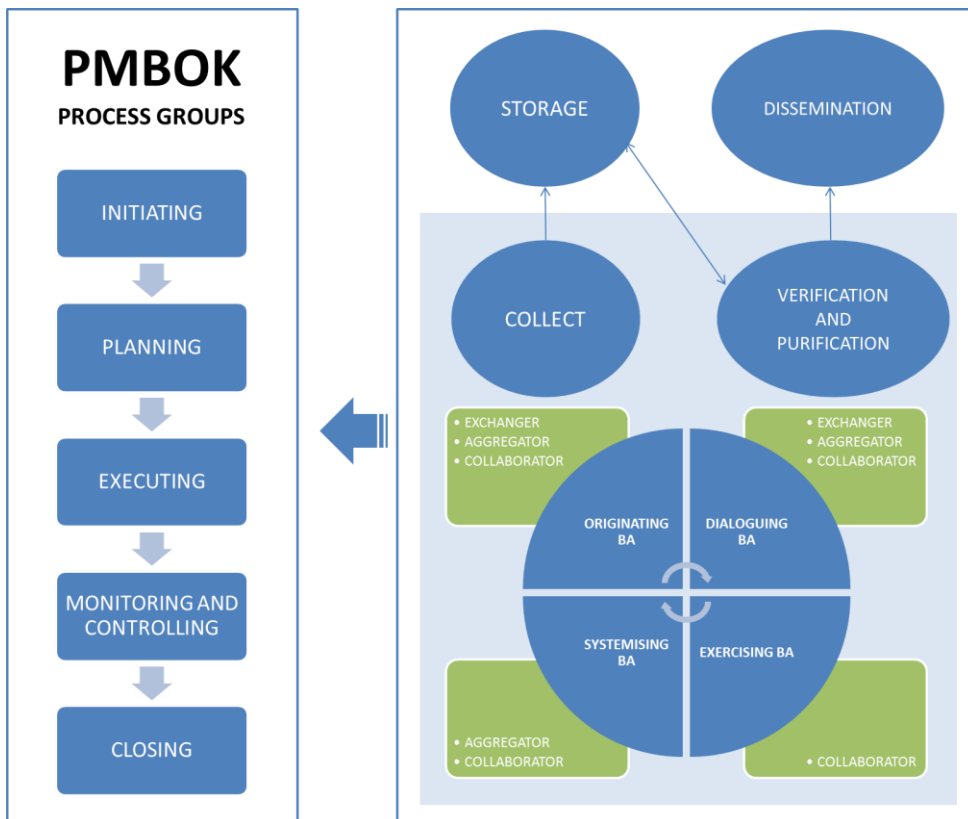 PMBOK
PROCESS GROUPS
INITIATING
PLANNING
EXECUTING
MONITORING AND
CONTROLLING
CLOSING
STORAGE
DISSEMINATION
COLLECT
VERIFICATION
AND
PURIFICATION
• EXCHANGER
• AGGREGATOR
• COLLABORATOR
• EXCHANGER
• AGGREGATOR
• COLLABORATOR
ORIGINATING
BA
DIALOGUING
BA
SYSTEMISING
BA
EXERCISING BA
• AGGREGATOR
• COLLABORATOR
• COLLABORATOR